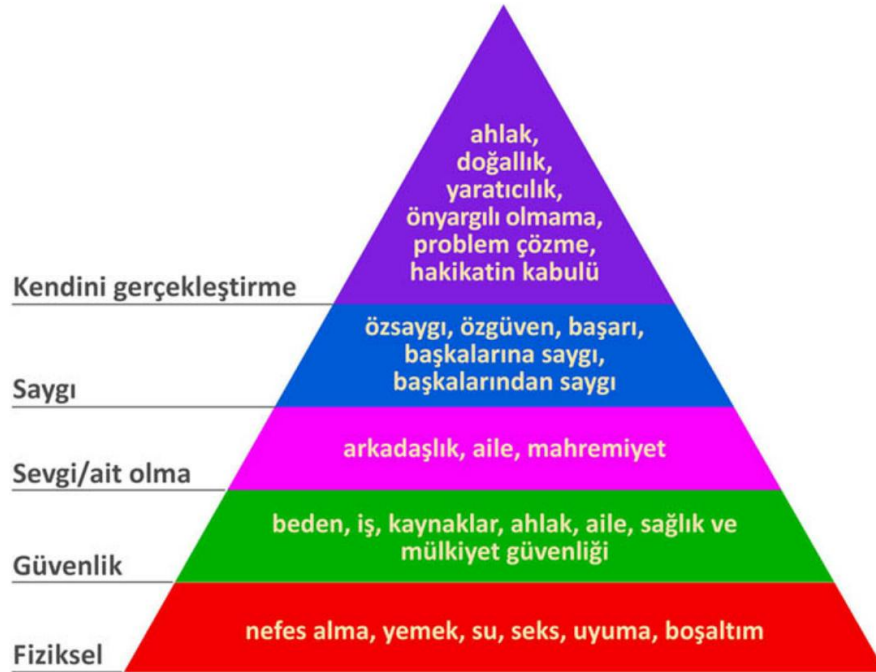 ahlak,
doğallık,
yaratıcılık,
önyargılı olmama,
problem çözme,
hakikatin kabulü
Kendini gerçekleştirme
özsaygı, özgüven, başarı,
başkalarına saygı,
başkalarından saygı
Saygı
arkadaşlık, aile, mahremiyet
Sevgi/ait olma
beden, iş, kaynaklar, ahlak, aile, sağlık ve
mülkiyet güvenliği
Güvenlik
nefes alma, yemek, su, seks, uyuma, boşaltım
Fiziksel